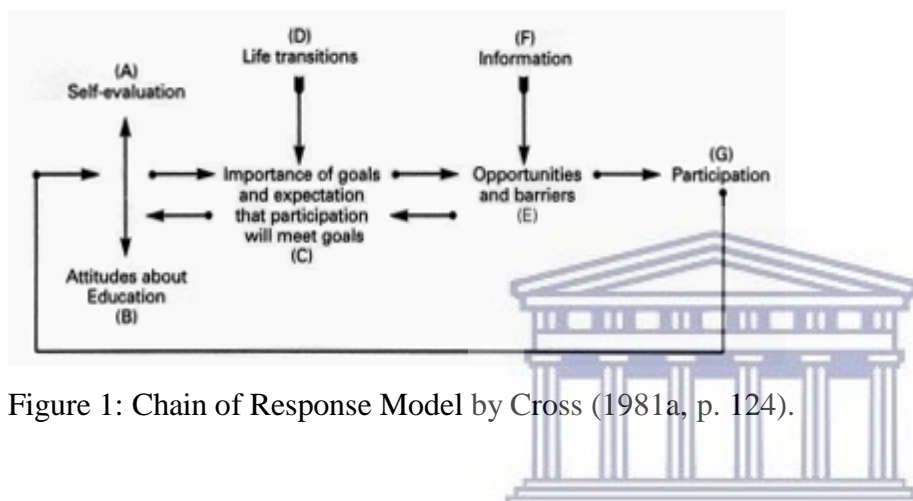 (A)
Self-evaluation
Attitudes about
Education
(B)
(D)
Life transitions
Importance of goals
and expectation
that participation
will meet goals
(C)
(F)
Information
Opportunities
and barriers
(E)
(G)
Participation
Figure 1: Chain of Response Model by Cross (1981a, p. 124).